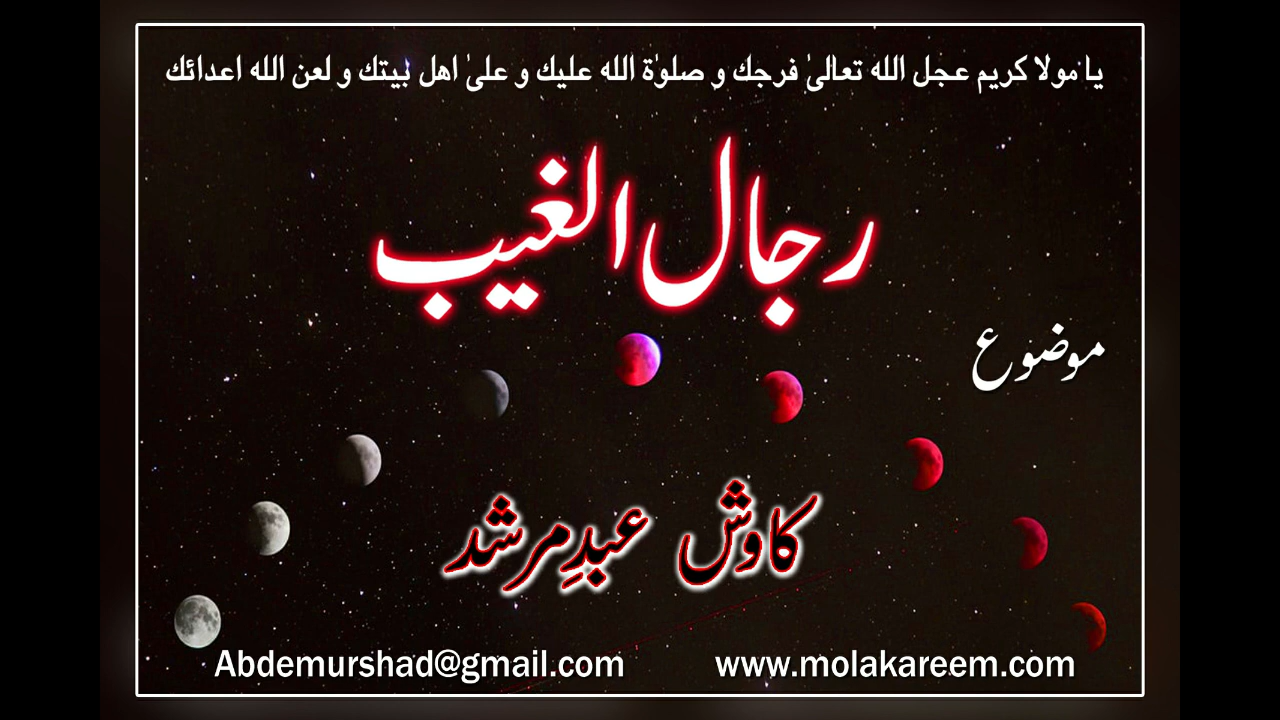 يا مولا كريم عجل الله تعالىٰ فرجك و صلوٰة الله عليك و علىٰ اهل بيتك و لعن الله اعدائك
رجال الغیب
موضوع
کاوش عبدِمرشد
Abdemurshad@gmail.com www.molakareem.com